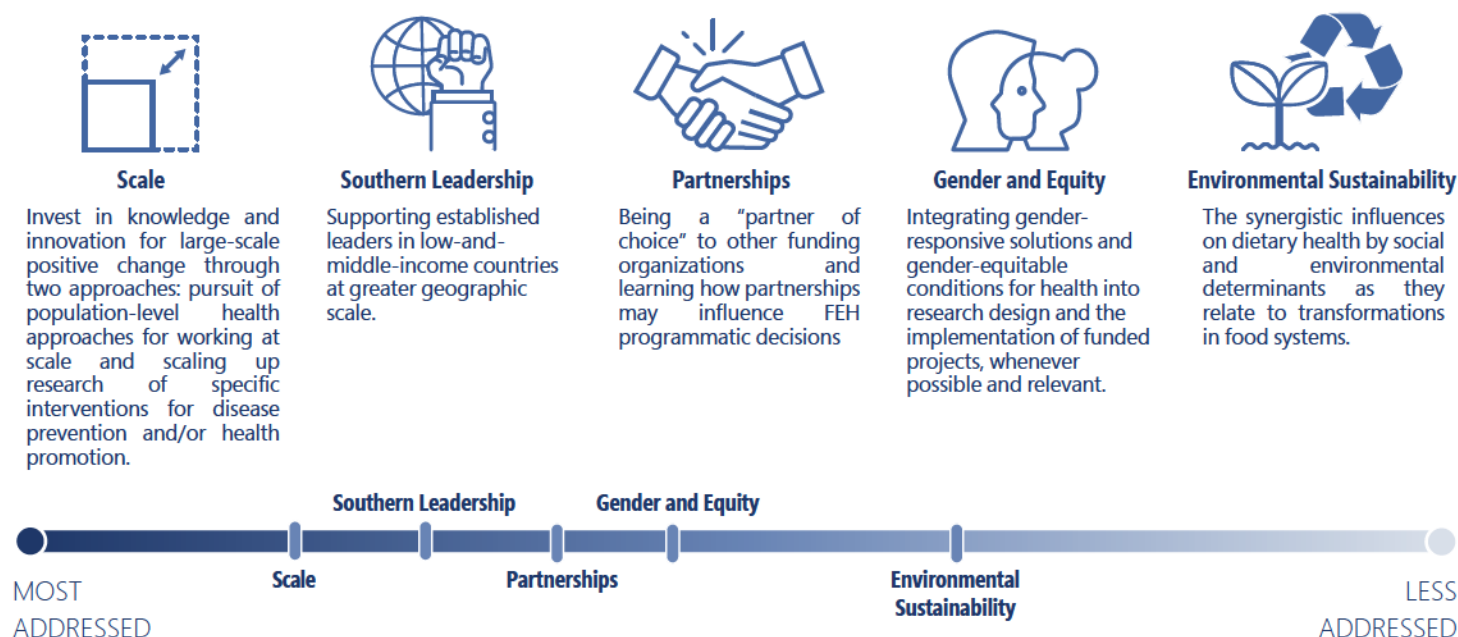 Scale
Invest in knowledge and
innovation for large-scale
positive change through
two approaches: pursuit of
population-level health
approaches for working at
scale and scaling up
research of specific
interventions for disease
prevention and/or health
promotion.
Southern Leadership
Supporting established
leaders in low-and-
middle-income countries
at greater geographic
scale.
Partnerships
Being a “partner of
choice” to other funding
organizations and
learning how partnerships
may influence FEH
programmatic decisions
Gender and Equity
Integrating gender-
responsive solutions and
gender-equitable
conditions for health into
research design and the
implementation of funded
projects, whenever
possible and relevant.
Environmental Sustainability
The synergistic influences
on dietary health by social
and environmental
determinants as they
relate to transformations
in food systems.
Southern Leadership
Gender and Equity
Scale
Partnerships
Environmental
Sustainability
MOST
ADDRESSED
LESS
ADDRESSED